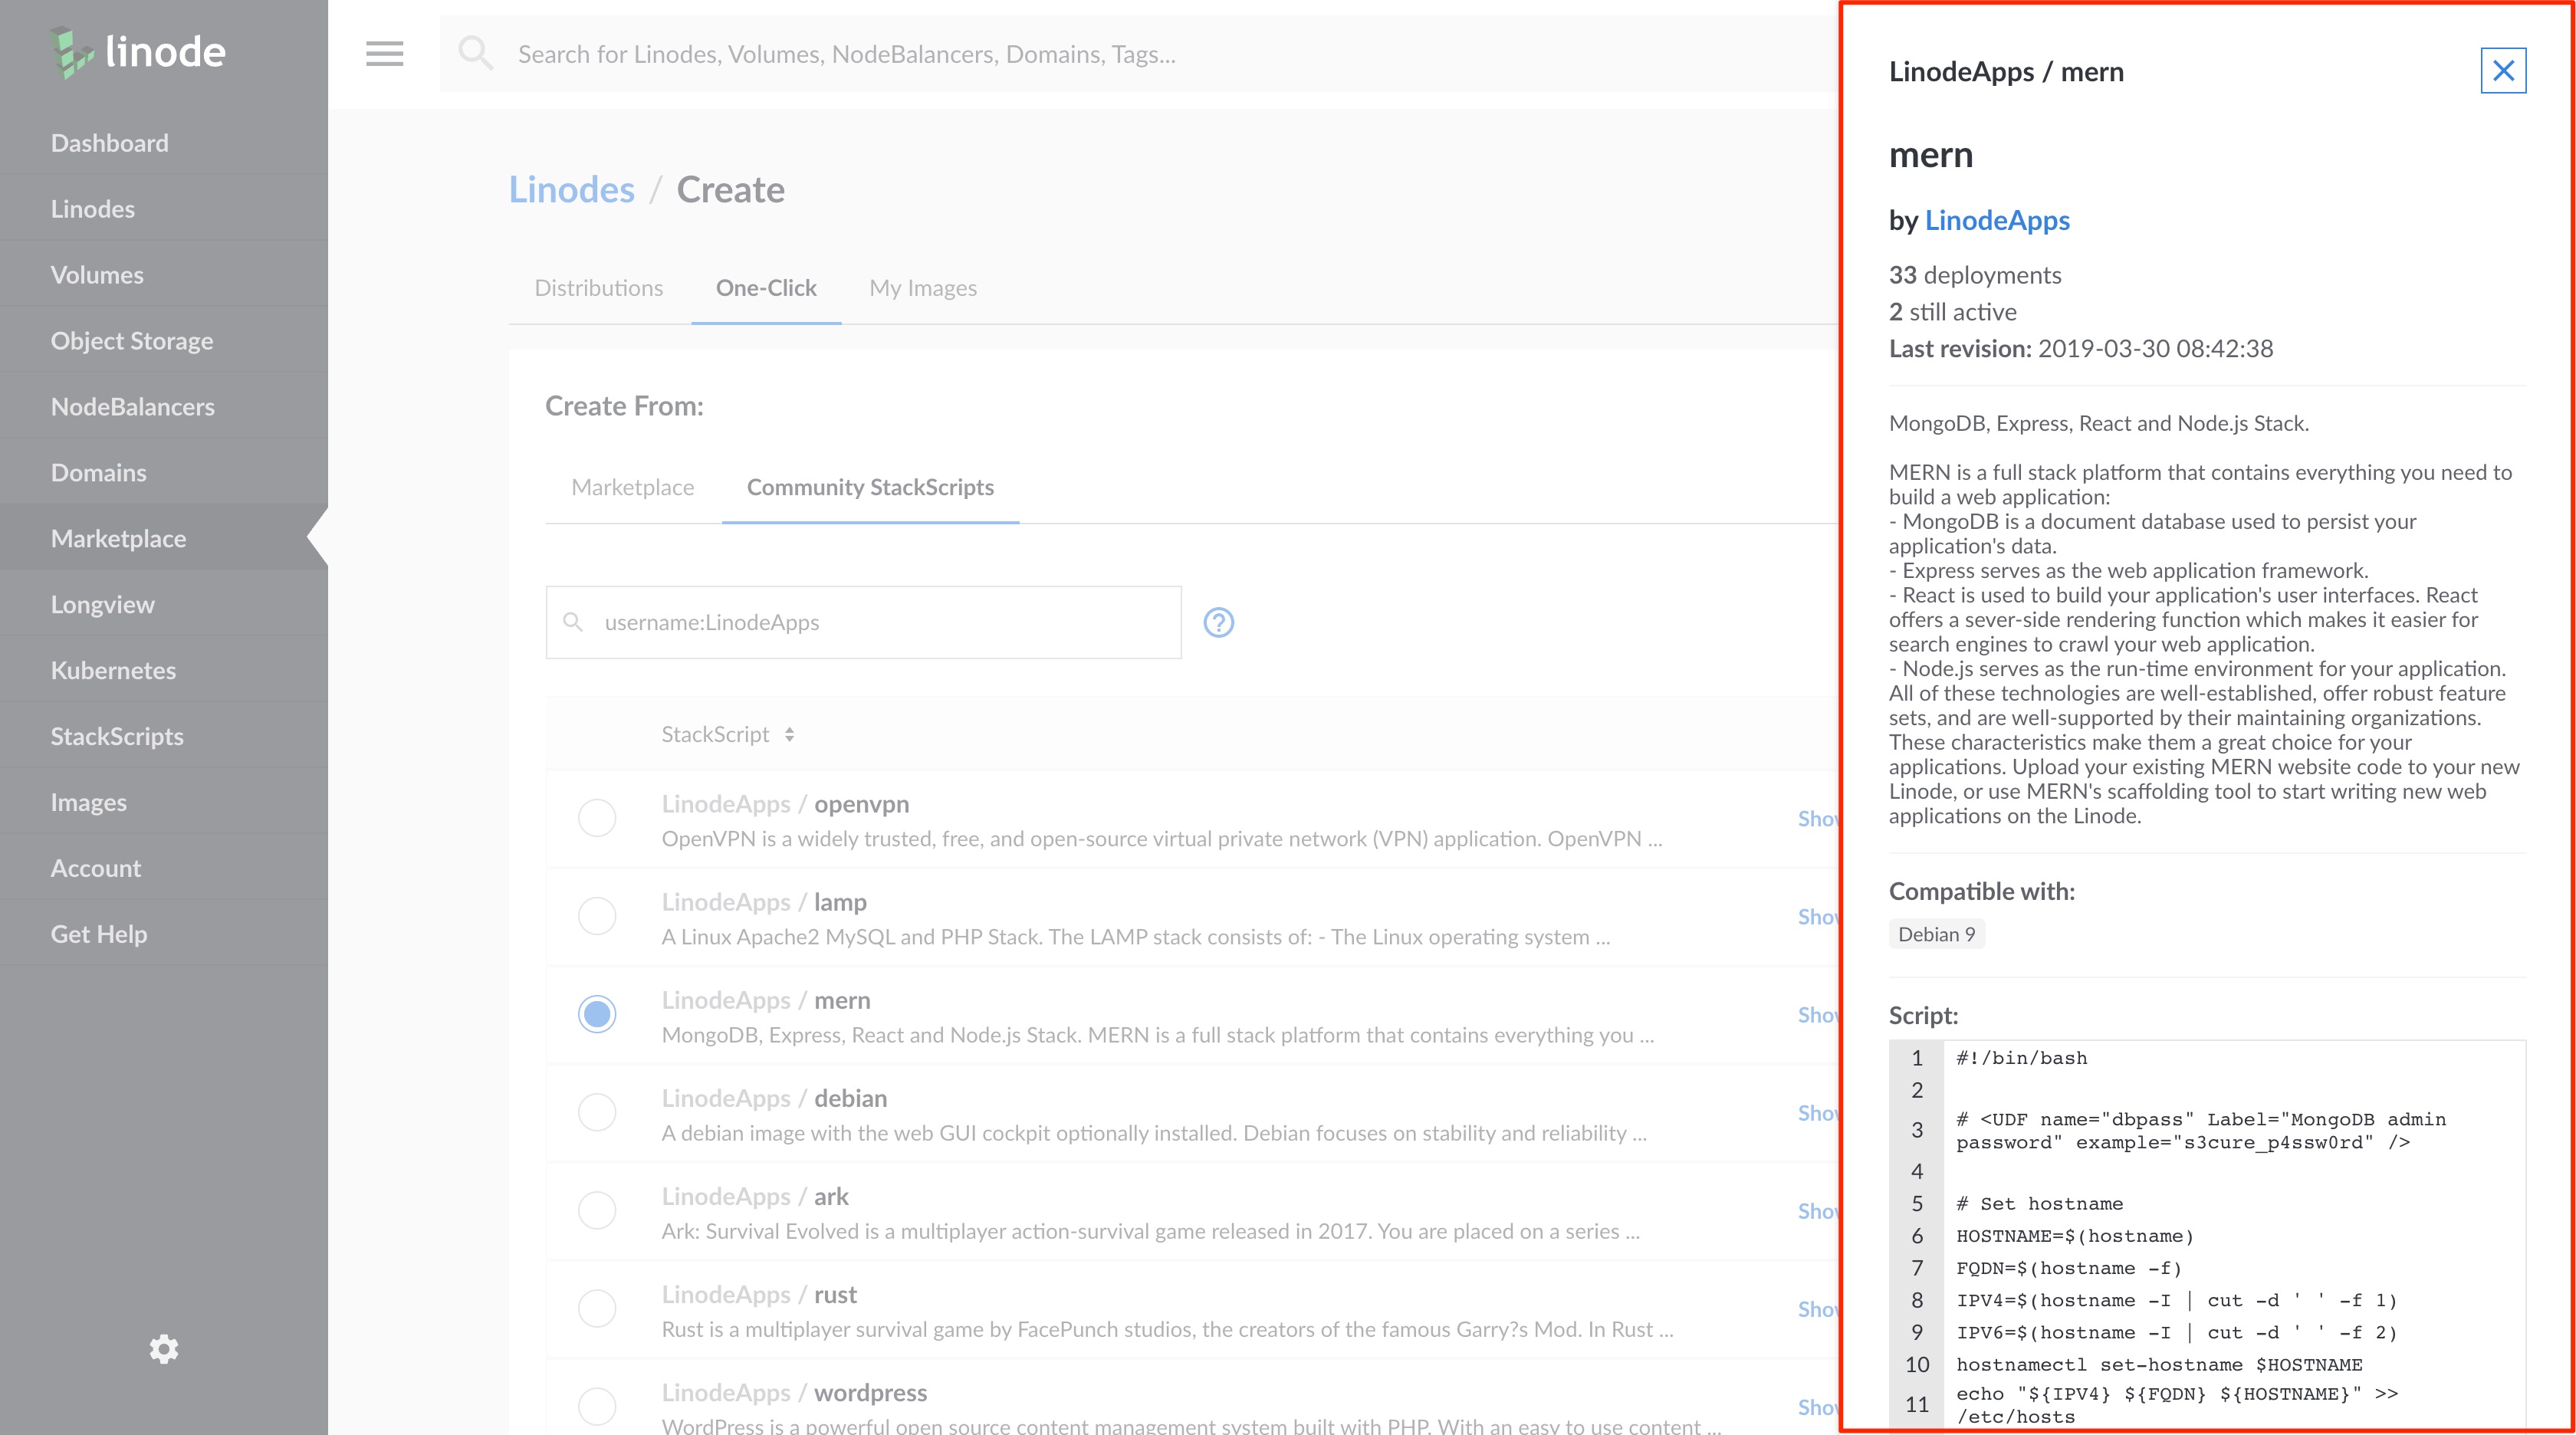 linode
Dashboard
Linodes
Volumes
Object Storage
NodeBalancers
Domains
Marketplace
Longview
Kubernetes
StackScripts
Images
Account
Get Help
Search for Linodes, Volumes, NodeBalancers, Domains, Tags...
Linodes / Create
Distributions
One-Click
My Images
Create From:
Marketplace
Community StackScripts
username:LinodeApps
StackScript
LinodeApps / openvpn
OpenVPN is a widely trusted, free, and open-source virtual private network (VPN) application. OpenVPN ...
LinodeApps / lamp
A Linux Apache2 MySQL and PHP Stack. The LAMP stack consists of: - The Linux operating system ...
LinodeApps / mern
MongoDB, Express, React and Node.js Stack. MERN is a full stack platform that contains everything you ...
LinodeApps / debian
A debian image with the web GUI cockpit optionally installed. Debian focuses on stability and reliability ...
LinodeApps / ark
Ark: Survival Evolved is a multiplayer action-survival game released in 2017. You are placed on a series ...
LinodeApps / rust
Rust is a multiplayer survival game by FacePunch studios, the creators of the famous Garry?s Mod. In Rust ...
LinodeApps / wordpress
WordPress is a powerful open source content management system built with PHP. With an easy to use content ...
LinodeApps / mern
mern
by LinodeApps
33 deployments
2 still active
Last revision: 2019-03-30 08:42:38
MongoDB, Express, React and Node.js Stack.
MERN is a full stack platform that contains everything you need to
build a web application:
- MongoDB is a document database used to persist your
application's data.
- Express serves as the web application framework.
- React is used to build your application's user interfaces. React
offers a sever-side rendering function which makes it easier for
search engines to crawl your web application.
- Node.js serves as the run-time environment for your application.
All of these technologies are well-established, offer robust feature
sets, and are well-supported by their maintaining organizations.
These characteristics make them a great choice for your
applications. Upload your existing MERN website code to your new
Linode, or use MERN's scaffolding tool to start writing new web
applications on the Linode.
Compatible with:
Debian 9
Script:
1 #!/bin/bash
2
3 # <UDF name="dbpass" Label="MongoDB admin
password" example="s3cure_p4ssw0rd" />
4
5 # Set hostname
6 HOSTNAME=$(hostname)
7 FQDN=$(hostname -f)
8 IPV4=$(hostname -I | cut -d ' ' -f 1)
9 IPV6=$(hostname -I | cut -d ' ' -f 2)
10 hostnamectl set-hostname $HOSTNAME
11 echo "${IPV4} ${FQDN} ${HOSTNAME}" >>
/etc/hosts